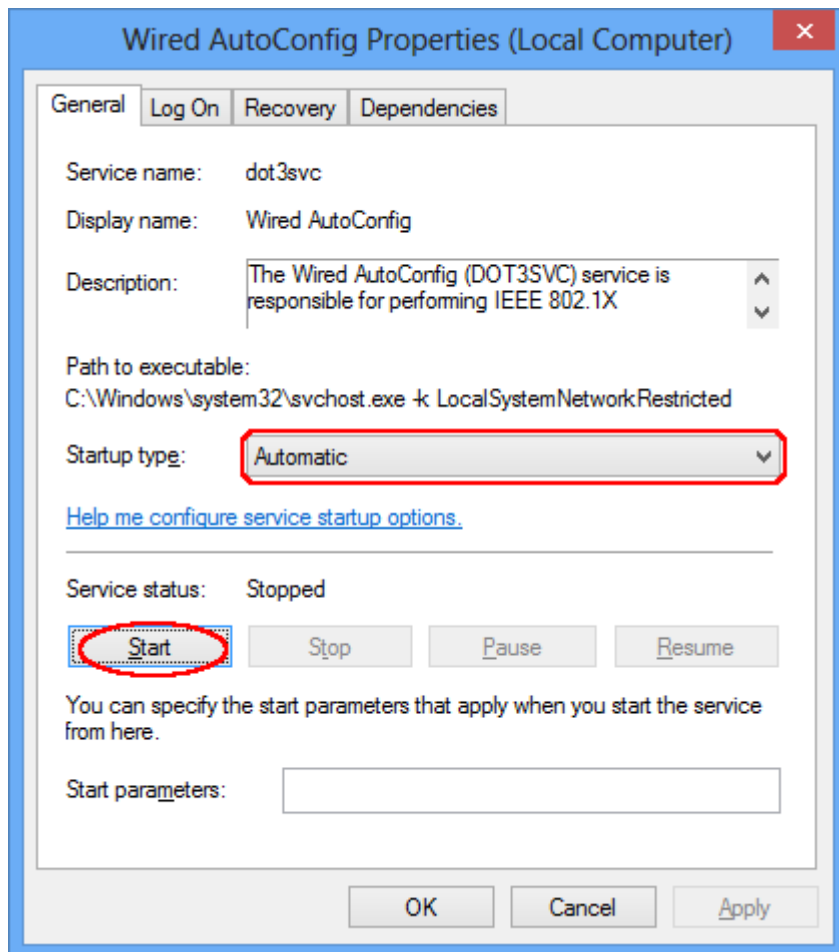 Wired AutoConfig Properties (Local Computer)
General Log On Recovery Dependencies
Service name: dot3svc
Display name: Wired AutoConfig
Description: The Wired AutoConfig (DOT3SVC) service is
responsible for performing IEEE 802.1X
Path to executable:
C:\Windows\system32\svchost.exe -k LocalSystemNetworkRestricted
Startup type: Automatic
Help me configure service startup options.
Service status: Stopped
Start Stop Pause Resume
You can specify the start parameters that apply when you start the service
from here.
Start parameters:
OK Cancel Apply